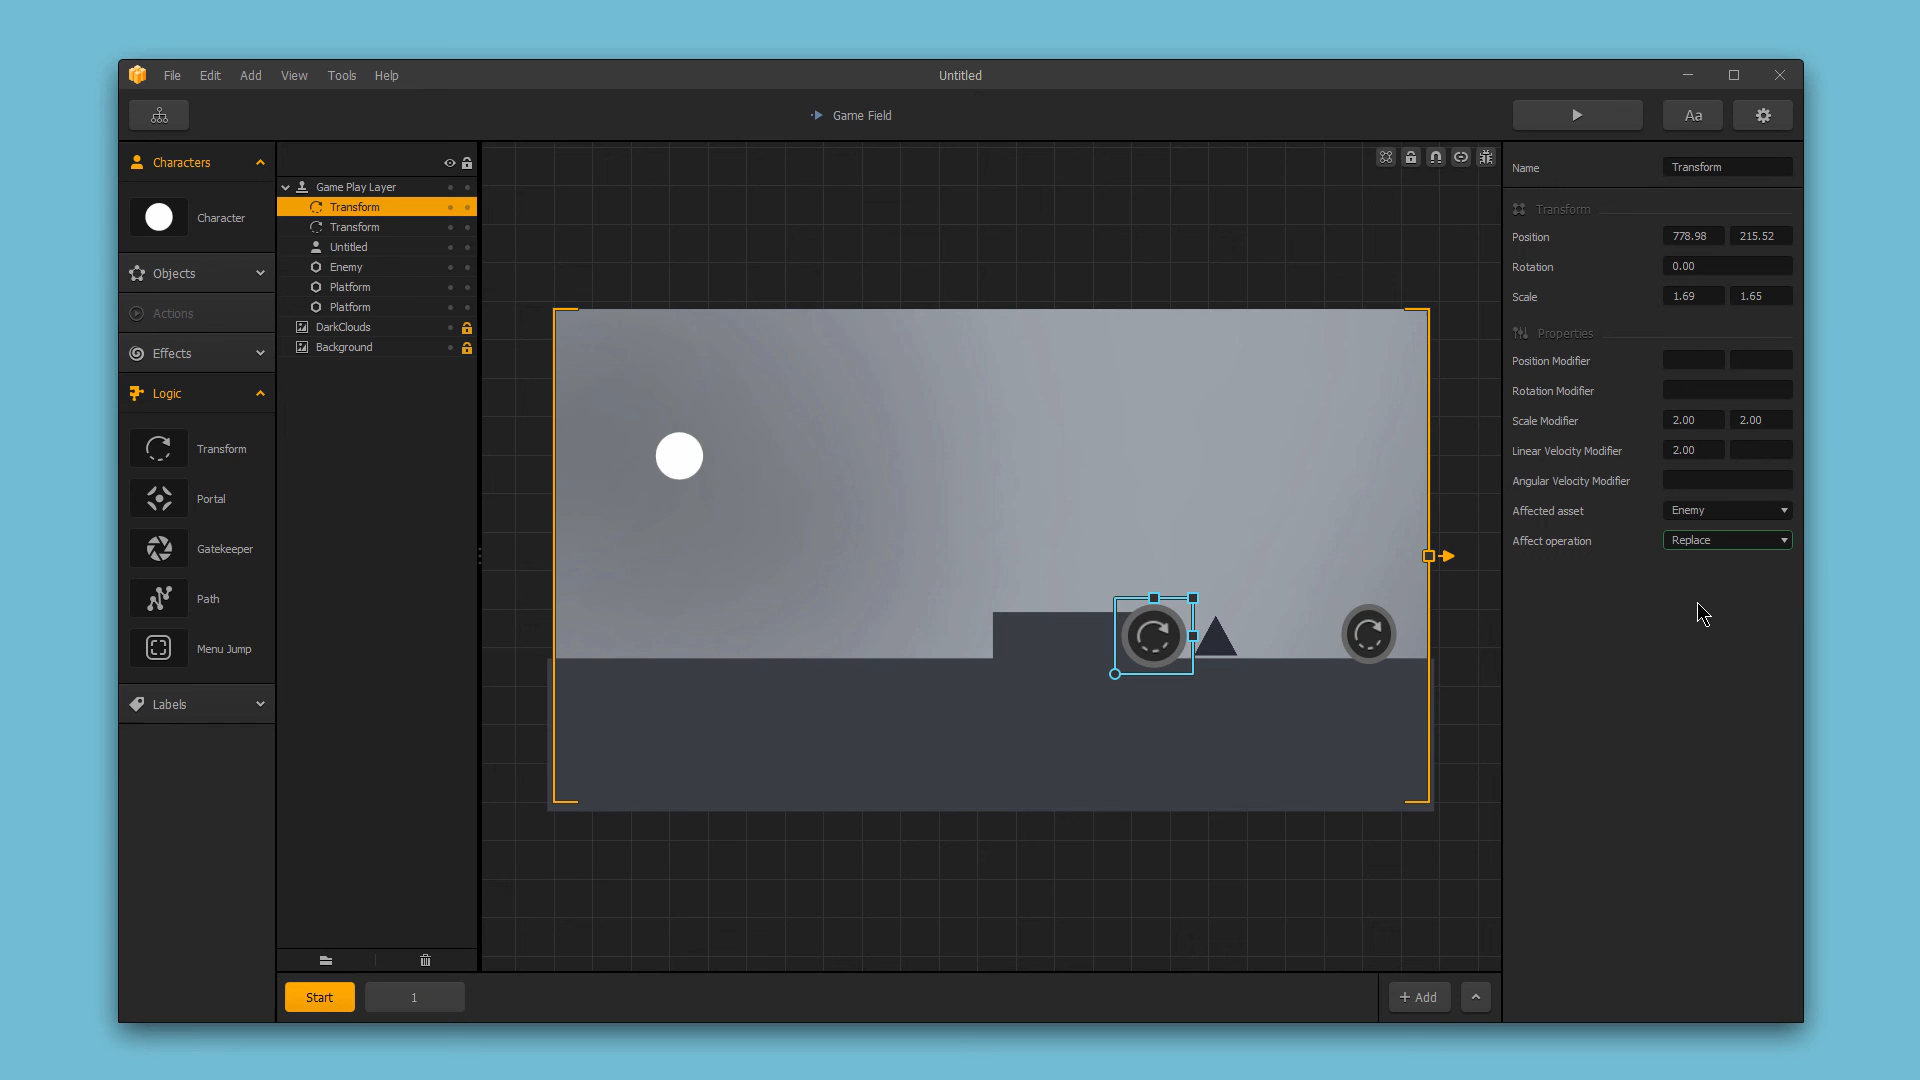 File Edit Add View Tools Help
Untitled
Game Field
Aa
Characters
Character
Objects
Actions
Effects
Logic
Transform
Portal
Gatekeeper
Path
Menu Jump
Labels
Game Play Layer
Transform
Transform
Untitled
Enemy
Platform
Platform
DarkClouds
Background
Start
1
+ Add
Name Transform
Transform
Position 778.98 215.52
Rotation 0.00
Scale 1.69 1.65
Properties
Position Modifier
Rotation Modifier
Scale Modifier 2.00 2.00
Linear Velocity Modifier 2.00
Angular Velocity Modifier
Affected asset Enemy
Affect operation Replace